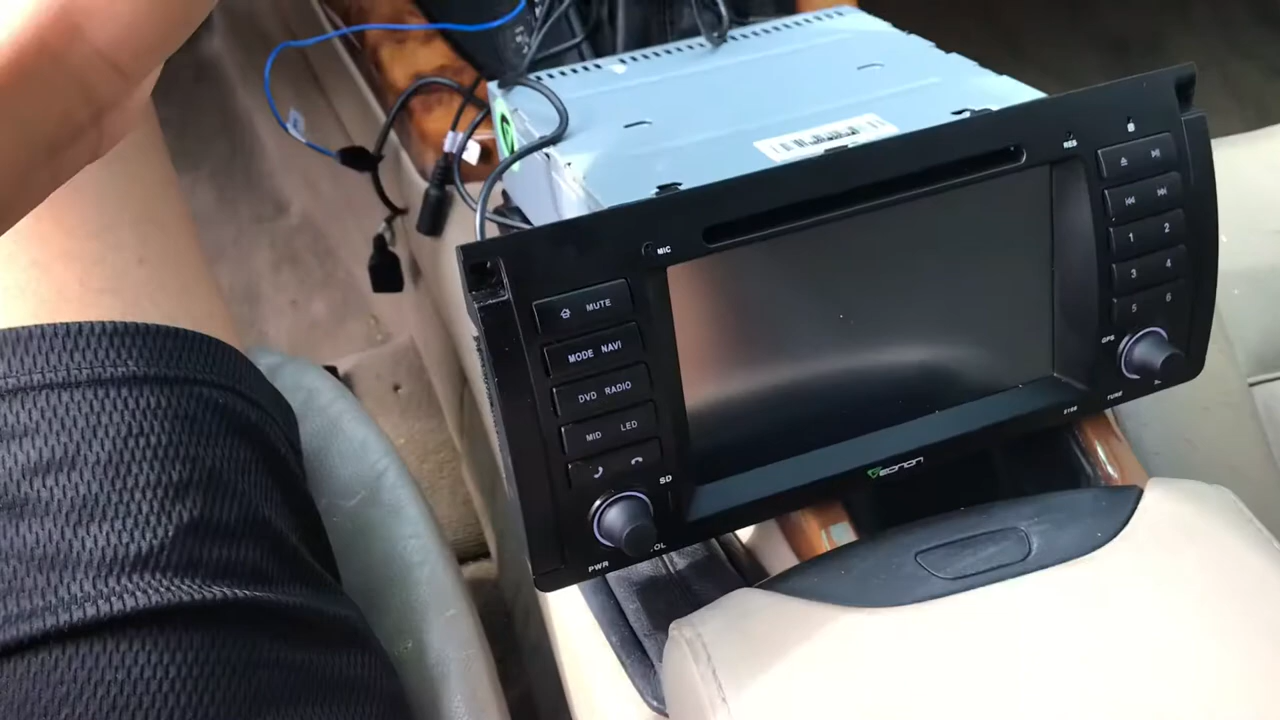 RES
MIC
MUTE
MODE NAVI
DVD RADIO
MID LED
SD
PWR
1 2
3 4
5 6
GPS
TUNE
EONON